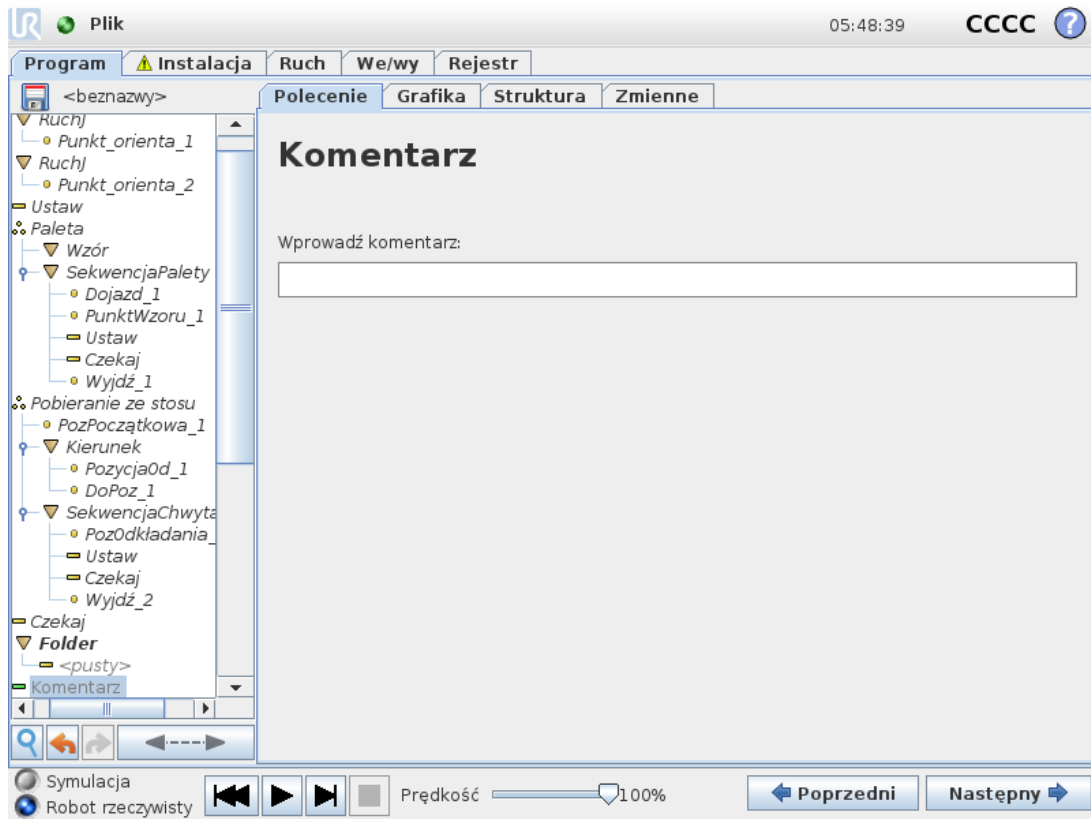 UR Plik 05:48:39 CCCC ?
Program Instalacja Ruch We/wy Rejestr
<beznazwy> Polecenie Grafika Struktura Zmienne
RuchJ
Punkt_orienta_1
RuchJ
Punkt_orienta_2
Ustaw
Paleta
Wzór
SekwencjaPalety
Dojazd_1
PunktWzoru_1
Ustaw
Czekaj
Wyjdź_1
Pobieranie ze stosu
PozPoczątkowa_1
Kierunek
PozycjaOd_1
DoPoz_1
SekwencjaChwyta
PozOdkładania_
Ustaw
Czekaj
Wyjdź_2
Czekaj
Folder
<pusty>
Komentarz
Komentarz
Wprowadź komentarz:
Symulacja
Robot rzeczywisty
Prędkość 100%
Poprzedni Następny